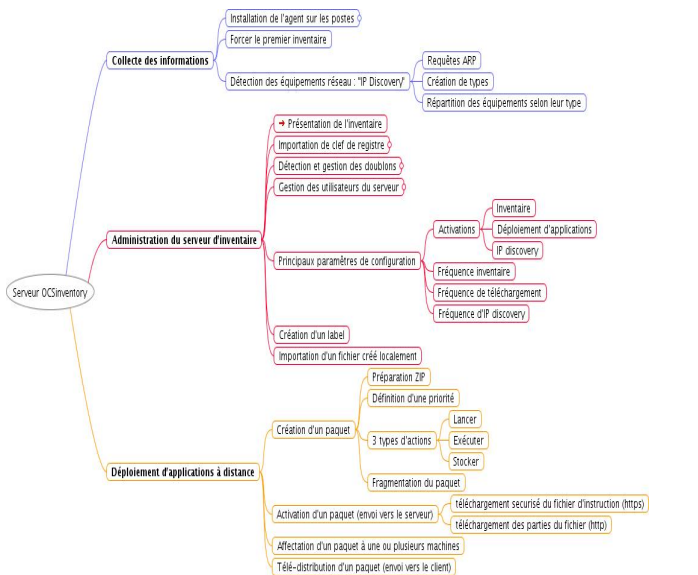 Serveur OCSinventory
Collecte des informations
Installation de l'agent sur les postes
Forcer le premier inventaire
Détection des équipements réseau : "IP Discovery"
Requêtes ARP
Création de types
Répartition des équipements selon leur type
Administration du serveur d'inventaire
➔ Présentation de l'inventaire
Importation de clef de registre
Détection et gestion des doublons
Gestion des utilisateurs du serveur
Principaux paramêtres de configuration
Activations
Inventaire
Déploiement d'applications
IP discovery
Fréquence inventaire
Fréquence de téléchargement
Fréquence d'IP discovery
Création d'un label
Importation d'un fichier créé localement
Déploiement d'applications à distance
Création d'un paquet
Préparation ZIP
Définition d'une priorité
3 types d'actions
Lancer
Exécuter
Stocker
Fragmentation du paquet
Activation d'un paquet (envoi vers le serveur)
téléchargement securisé du fichier d'instruction (https)
téléchargement des parties du fichier (http)
Affectation d'un paquet à une ou plusieurs machines
Télé-distribution d'un paquet (envoi vers le client)